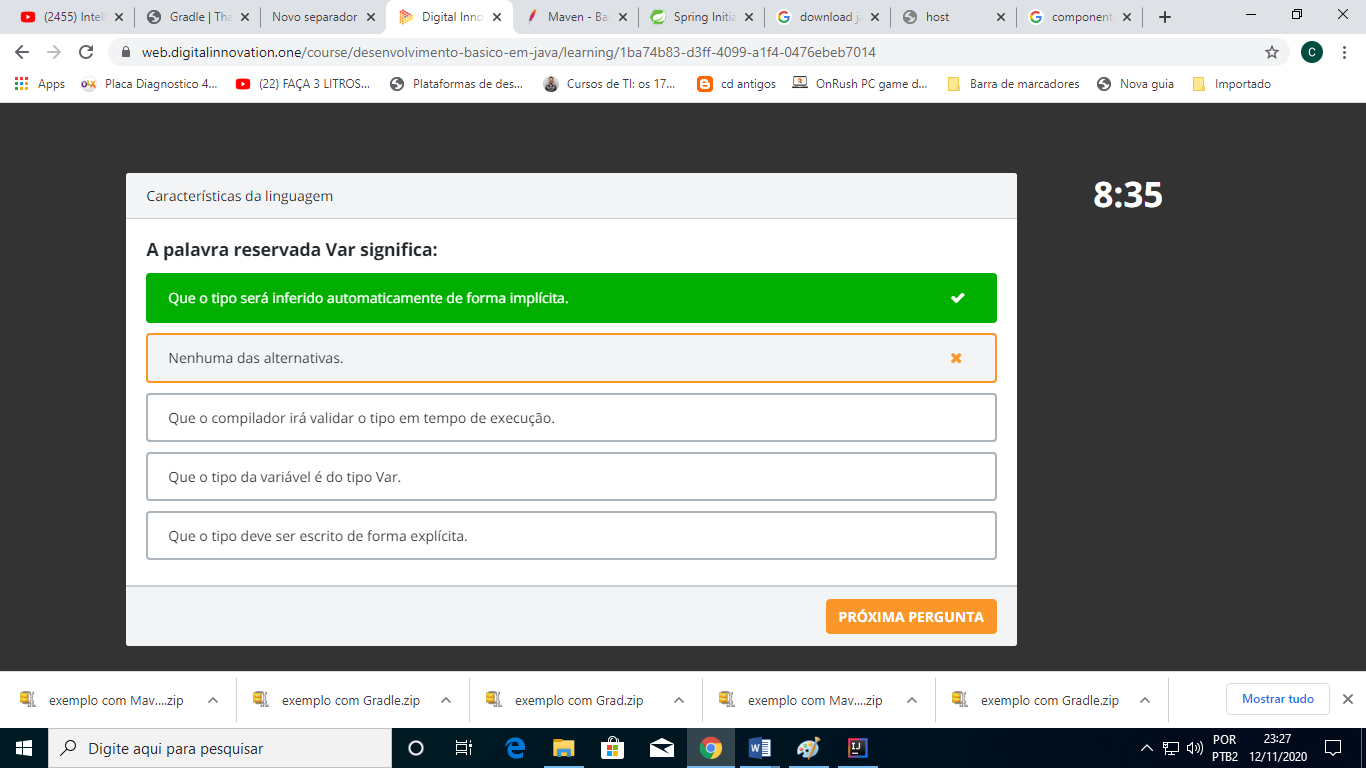 (2455) Intel
Gradle | Tha
Novo separador
Digital Inno
Maven - Ba
Spring Initia
download ja
host
component
web.digitalinnovation.one/course/desenvolvimento-basico-em-java/learning/1ba74b83-d3ff-4099-a1f4-0476ebeb7014
C
Apps
Placa Diagnostico 4...
(22) FAÇA 3 LITROS...
Plataformas de des...
Cursos de TI: os 17...
cd antigos
OnRush PC game d...
Barra de marcadores
Nova guia
Importado
Características da linguagem
8:35
A palavra reservada Var significa:
Que o tipo será inferido automaticamente de forma implícita.
Nenhuma das alternativas.
Que o compilador irá validar o tipo em tempo de execução.
Que o tipo da variável é do tipo Var.
Que o tipo deve ser escrito de forma explícita.
PRÓXIMA PERGUNTA
exemplo com Mav....zip
exemplo com Gradle.zip
exemplo com Grad.zip
exemplo com Mav....zip
exemplo com Gradle.zip
Mostrar tudo
Digite aqui para pesquisar
POR
PTB2
23:27
12/11/2020